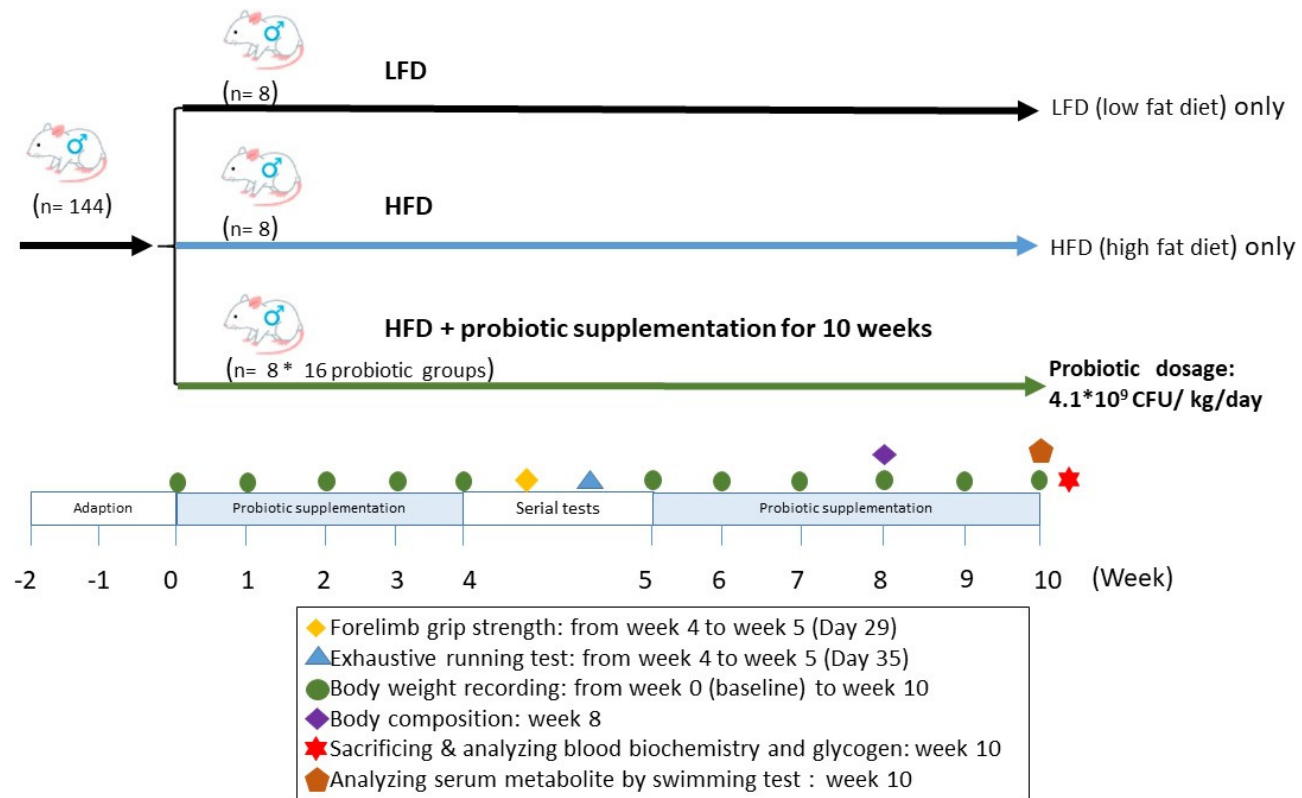 LFD
(n= 8)
LFD (low fat diet) only
(n= 144)
HFD
(n= 8)
HFD (high fat diet) only
HFD + probiotic supplementation for 10 weeks
(n= 8 * 16 probiotic groups)
Probiotic dosage:
4.1*10⁹ CFU/ kg/day
Adaption
Probiotic supplementation
Serial tests
Probiotic supplementation
-2 -1 0 1 2 3 4 5 6 7 8 9 10 (Week)
Forelimb grip strength: from week 4 to week 5 (Day 29)
Exhaustive running test: from week 4 to week 5 (Day 35)
Body weight recording: from week 0 (baseline) to week 10
Body composition: week 8
Sacrificing & analyzing blood biochemistry and glycogen: week 10
Analyzing serum metabolite by swimming test : week 10